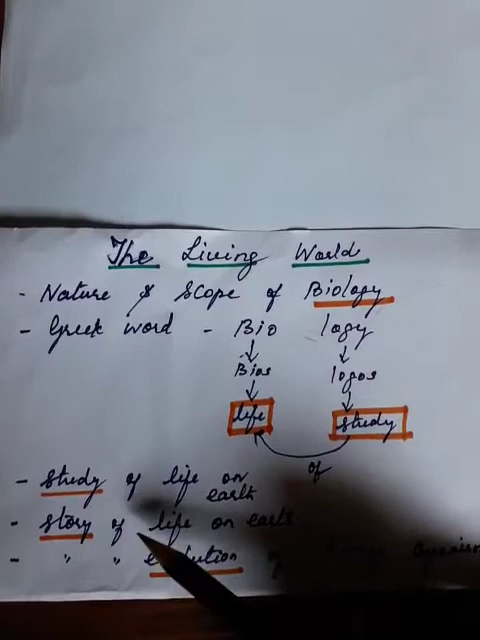 The Living World
- Nature & Scope of Biology
- Greek word - Bio logy
Bios logos
life study
of
- Study of life on earth
- Story of life on earth
- " " evolution of